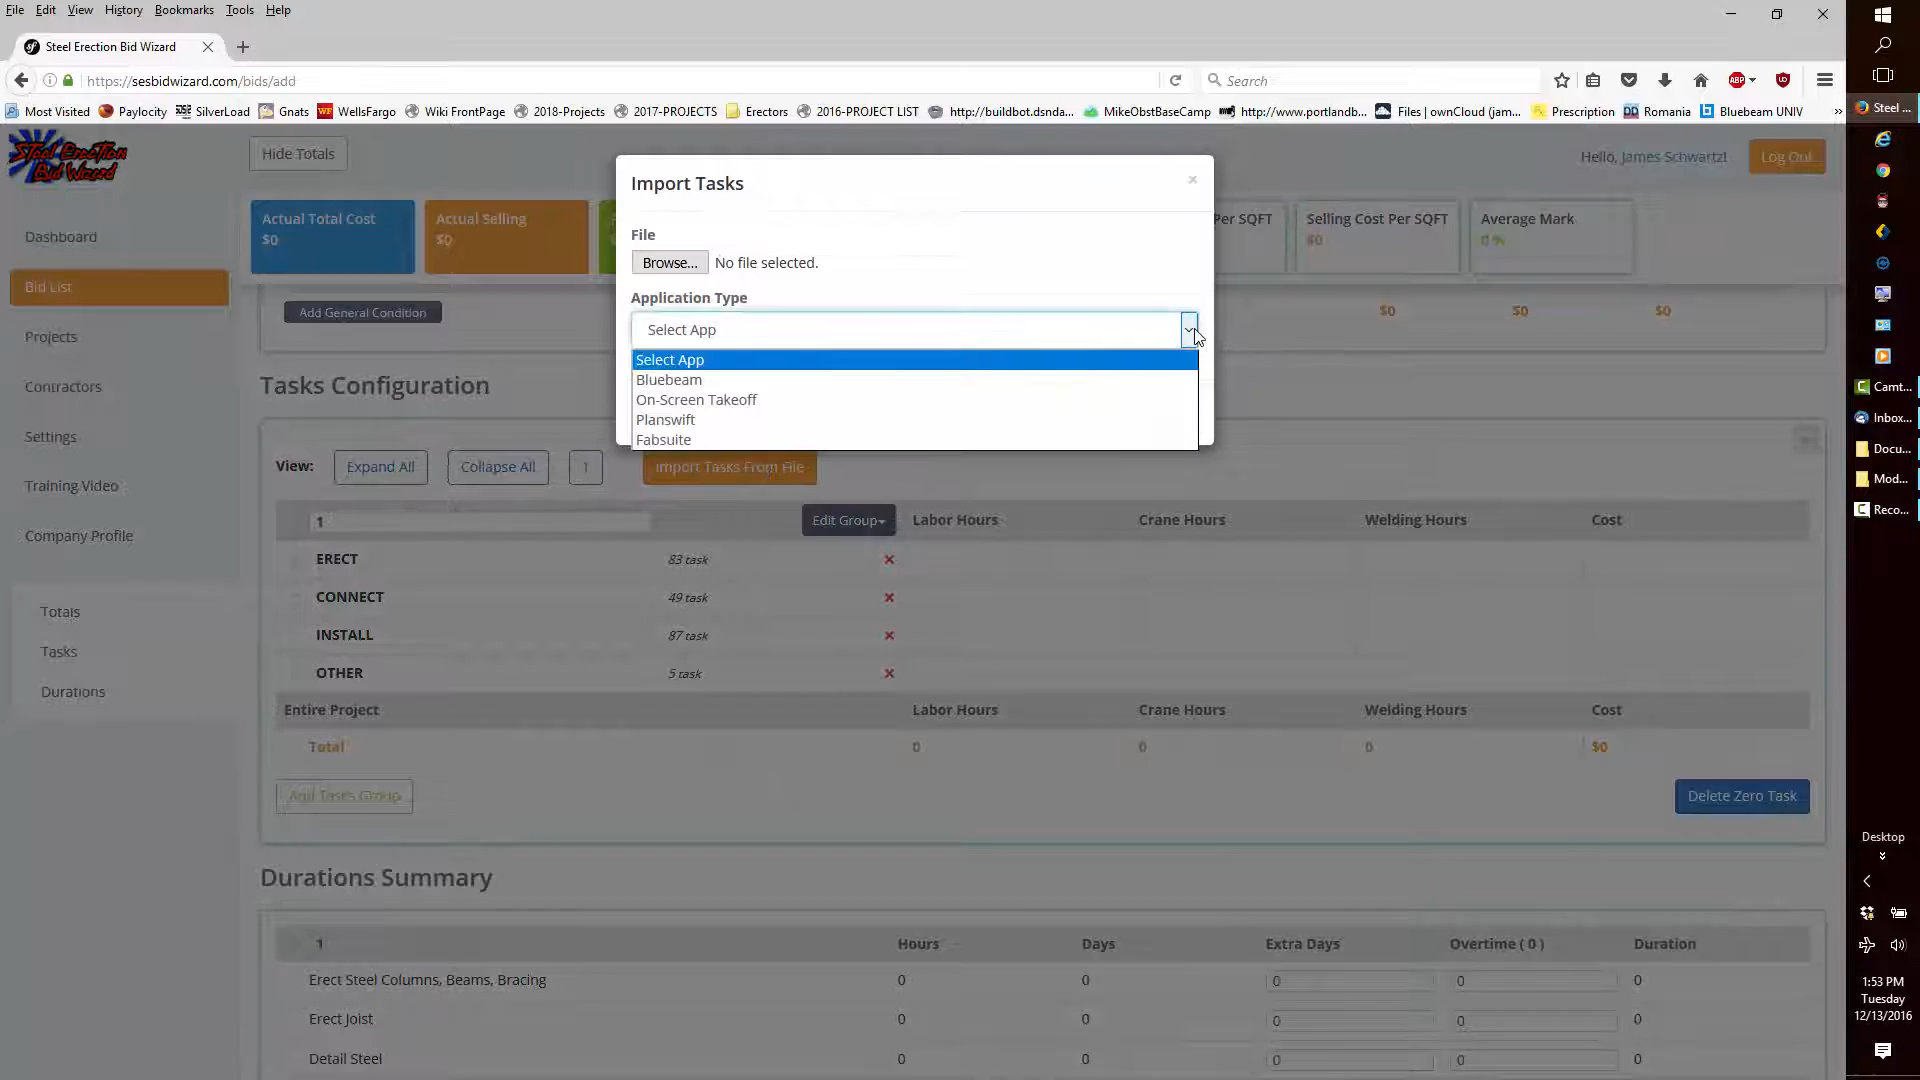 File Edit View History Bookmarks Tools Help
Steel Erection Bid Wizard
https://sesbidwizard.com/bids/add
Search
Most Visited Paylocity SilverLoad Gnats WellsFargo Wiki FrontPage 2018-Projects 2017-PROJECTS Erectors 2016-PROJECT LIST http://buildbot.dsnda... MikeObstBaseCamp http://www.portlandb... Files | ownCloud (jam... Prescription Romania Bluebeam UNIV
Steel ...
Steel Erection
Bid Wizard
Hide Totals
Hello, James Schwartz!
Log Out
Actual Total Cost
$0
Actual Selling
$0
Per SQFT
Selling Cost Per SQFT
$0
Average Mark
0 %
Dashboard
Bid List
Projects
Contractors
Settings
Training Video
Company Profile
Totals
Tasks
Durations
Import Tasks
File
Browse... No file selected.
Application Type
Select App
Select App
Bluebeam
On-Screen Takeoff
Planswift
Fabsuite
Add General Condition
$0 $0 $0
Tasks Configuration
View: Expand All Collapse All 1 Import Tasks From File
1 Edit Group Labor Hours Crane Hours Welding Hours Cost
ERECT 83 task
CONNECT 49 task
INSTALL 87 task
OTHER 5 task
Entire Project Labor Hours Crane Hours Welding Hours Cost
Total 0 0 0 $0
Add Tasks Group
Delete Zero Task
Durations Summary
1 Hours Days Extra Days Overtime ( 0 ) Duration
Erect Steel Columns, Beams, Bracing 0 0 0 0 0
Erect Joist 0 0 0 0 0
Detail Steel 0 0 0 0 0
Camt...
Inbox...
Docu...
Mod...
Reco...
Desktop
1:53 PM
Tuesday
12/13/2016